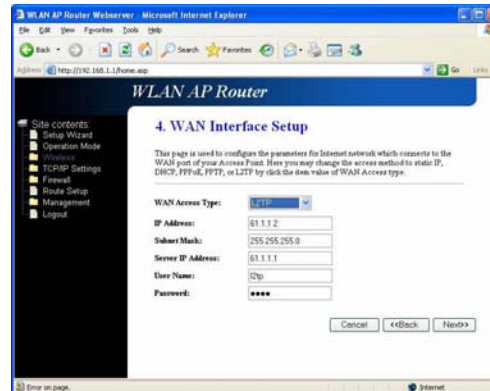 WLAN AP Router Webserver - Microsoft Internet Explorer
File Edit View Favorites Tools Help
Back Search Favorites
Address http://192.168.1.1/home.asp Go Links
WLAN AP Router
Site contents:
Setup Wizard
Operation Mode
Wireless
TCP/IP Settings
Firewall
Route Setup
Management
Logout
4. WAN Interface Setup
This page is used to configure the parameters for Internet network which connects to the
WAN port of your Access Point. Here you may change the access method to static IP,
DHCP, PPPoE, PPTP, or L2TP by click the item value of WAN Access type.
WAN Access Type: L2TP
IP Address: 61.1.1.2
Subnet Mask: 255.255.255.0
Server IP Address: 61.1.1.1
User Name: l2tp
Password: ●●●●
Cancel <<Back Next>>
Error on page. Internet